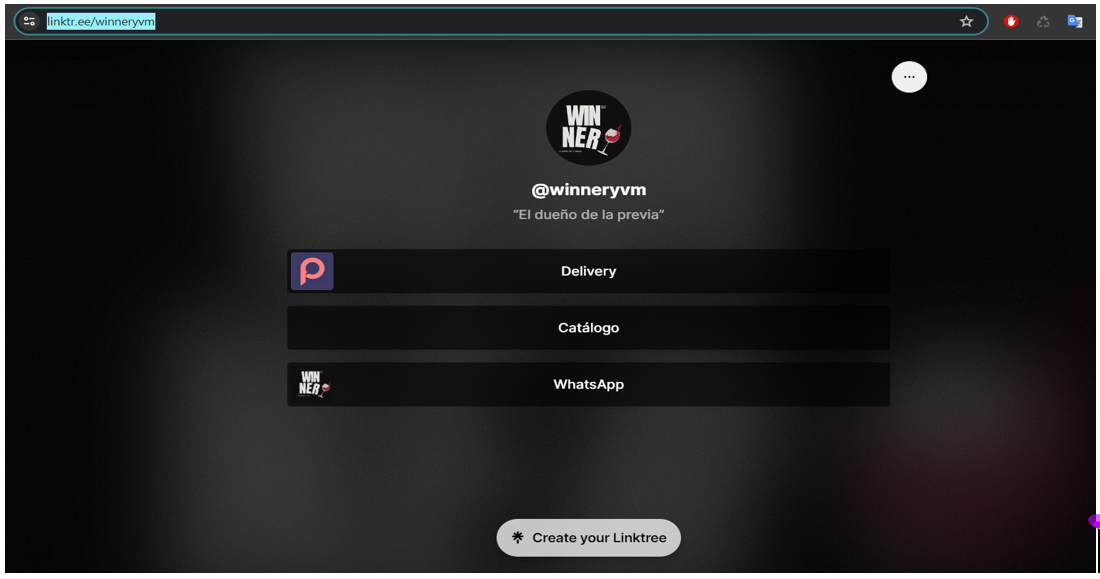 linktr.ee/winneryvm
WIN
NER
@winneryvm
“El dueño de la previa”
Delivery
Catálogo
WIN
NER
WhatsApp
Create your Linktree